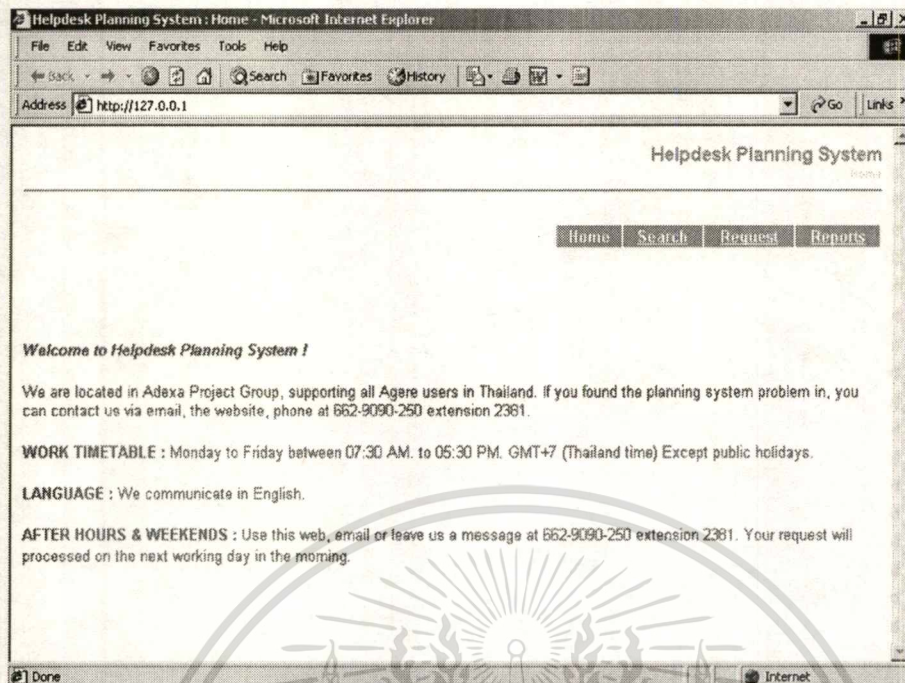 Helpdesk Planning System : Home - Microsoft Internet Explorer
File Edit View Favorites Tools Help
Back Search Favorites History
Address http://127.0.0.1 Go Links »
Helpdesk Planning System
Home
Home Search Request Reports
Welcome to Helpdesk Planning System !
We are located in Adexa Project Group, supporting all Agere users in Thailand. If you found the planning system problem in, you
can contact us via email, the website, phone at 662-9090-250 extension 2381.
WORK TIMETABLE : Monday to Friday between 07:30 AM. to 05:30 PM. GMT+7 (Thailand time) Except public holidays.
LANGUAGE : We communicate in English.
AFTER HOURS & WEEKENDS : Use this web, email or leave us a message at 662-9090-250 extension 2381. Your request will
processed on the next working day in the morning.
Done Internet